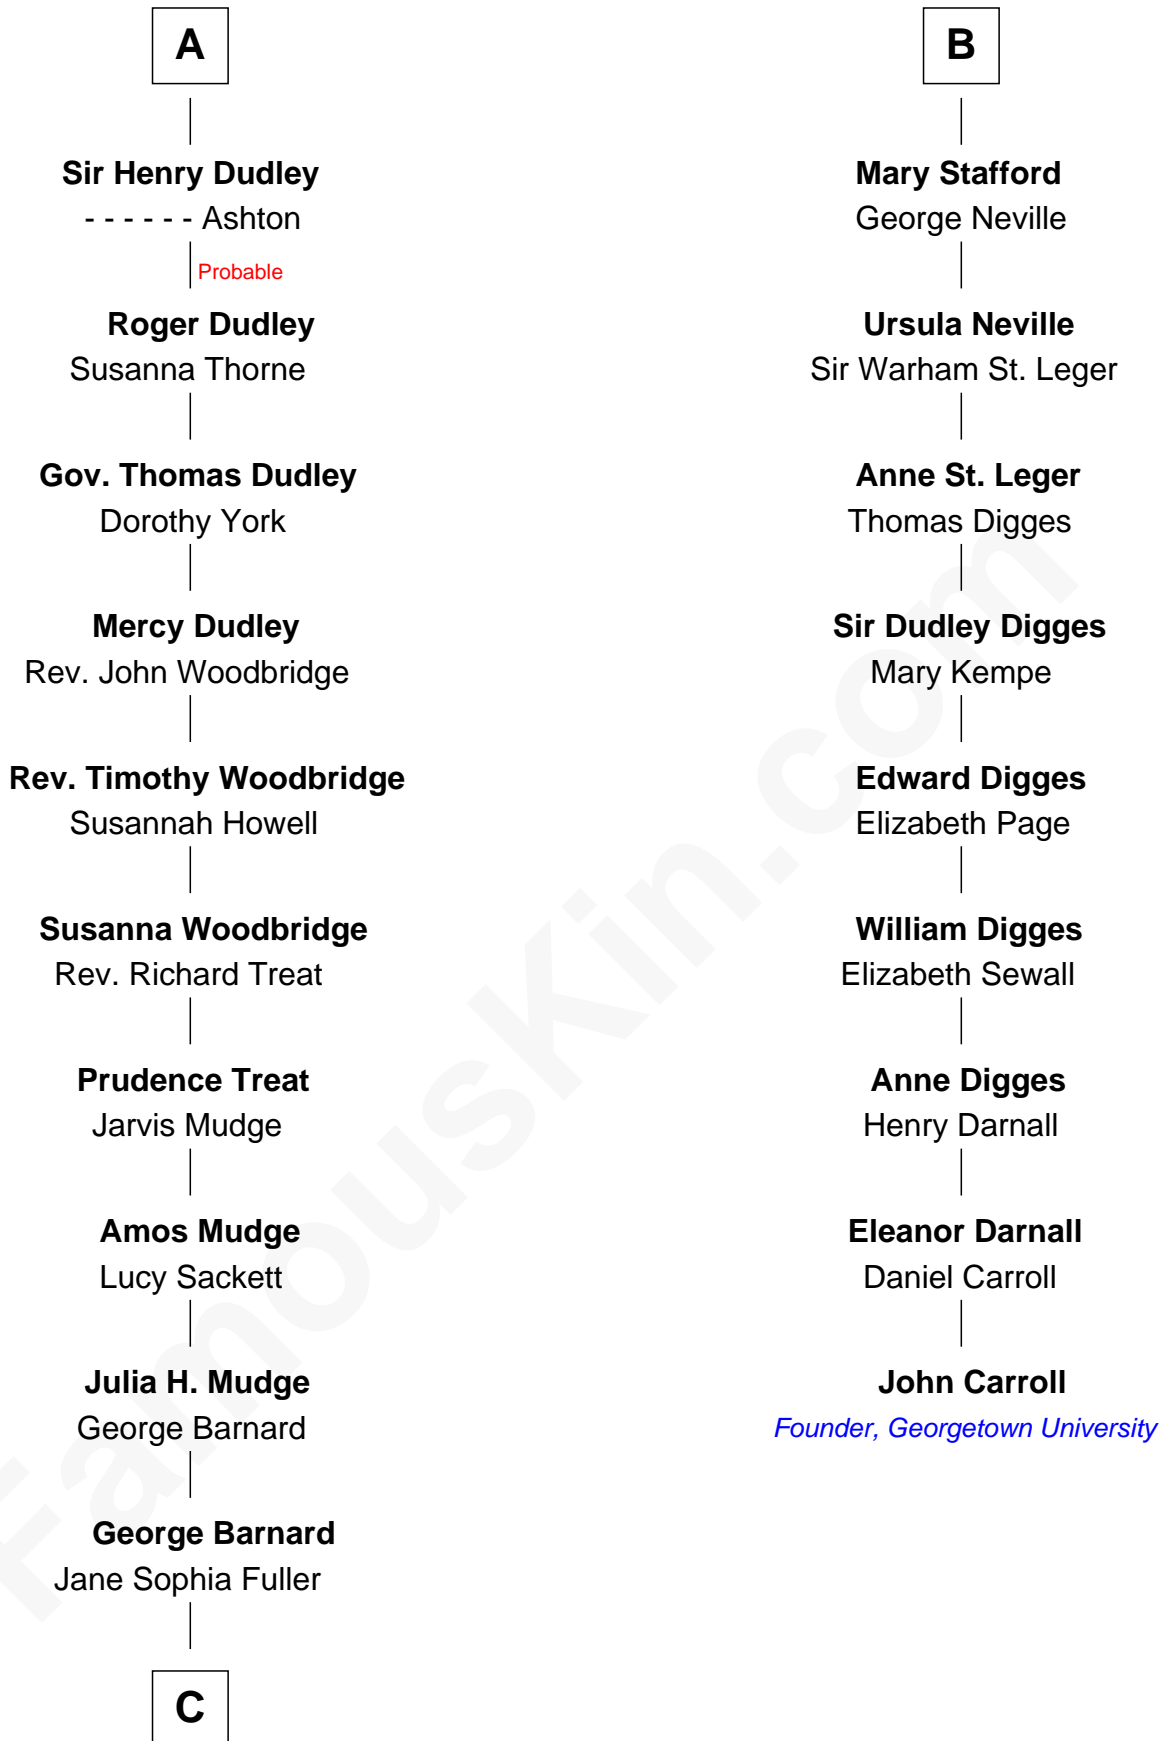 A
Sir Henry Dudley
- - - - - - Ashton
Probable
Roger Dudley
Susanna Thorne
Gov. Thomas Dudley
Dorothy York
Mercy Dudley
Rev. John Woodbridge
Rev. Timothy Woodbridge
Susannah Howell
Susanna Woodbridge
Rev. Richard Treat
Prudence Treat
Jarvis Mudge
Amos Mudge
Lucy Sackett
Julia H. Mudge
George Barnard
George Barnard
Jane Sophia Fuller
C
B
Mary Stafford
George Neville
Ursula Neville
Sir Warham St. Leger
Anne St. Leger
Thomas Digges
Sir Dudley Digges
Mary Kempe
Edward Digges
Elizabeth Page
William Digges
Elizabeth Sewall
Anne Digges
Henry Darnall
Eleanor Darnall
Daniel Carroll
John Carroll
Founder, Georgetown University
FamousKin.com